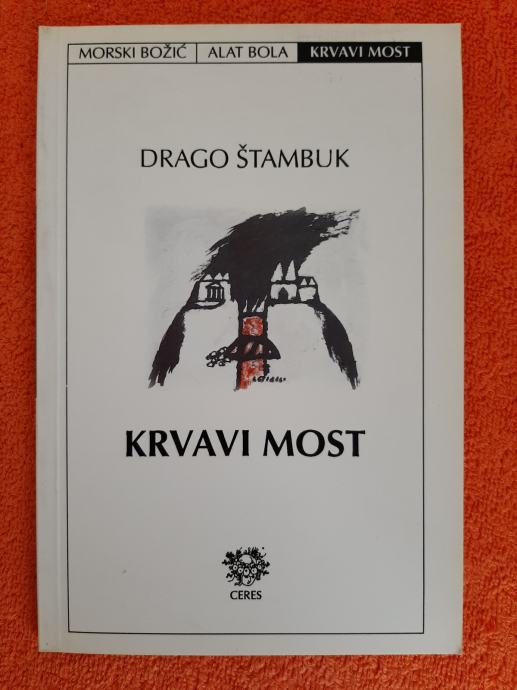 MORSKI BOŽIĆ ALAT BOLA KRVAVI MOST
DRAGO ŠTAMBUK
KRVAVI MOST
CERES